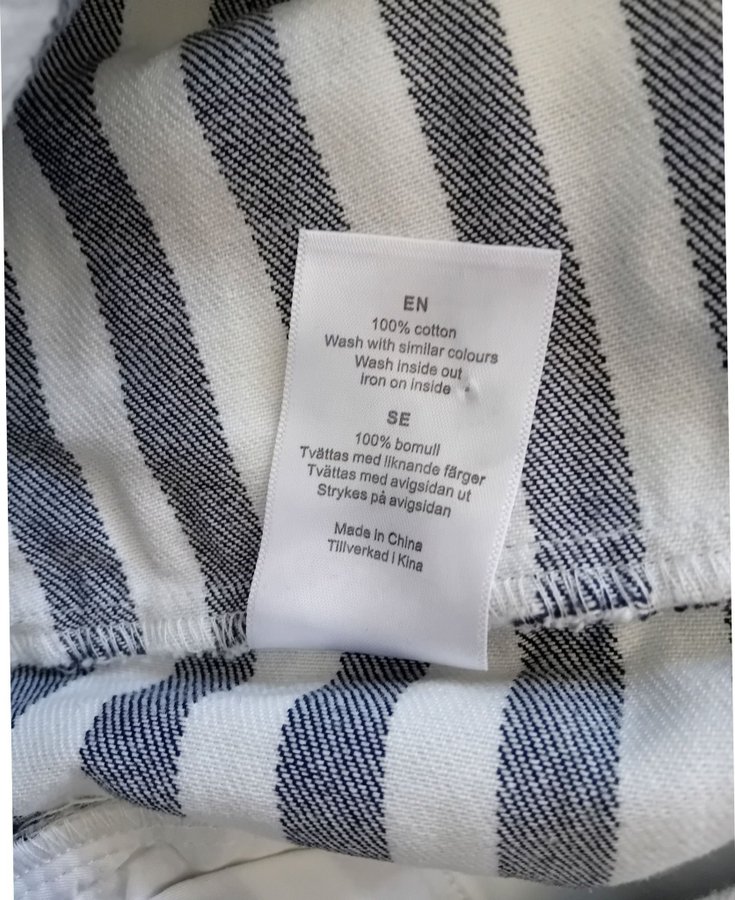 EN
100% cotton
Wash with similar colours
Wash inside out
Iron on inside
SE
100% bomull
Tvättas med liknande färger
Tvättas med avigsidan ut
Strykes på avigsidan
Made in China
Tillverkad i Kina